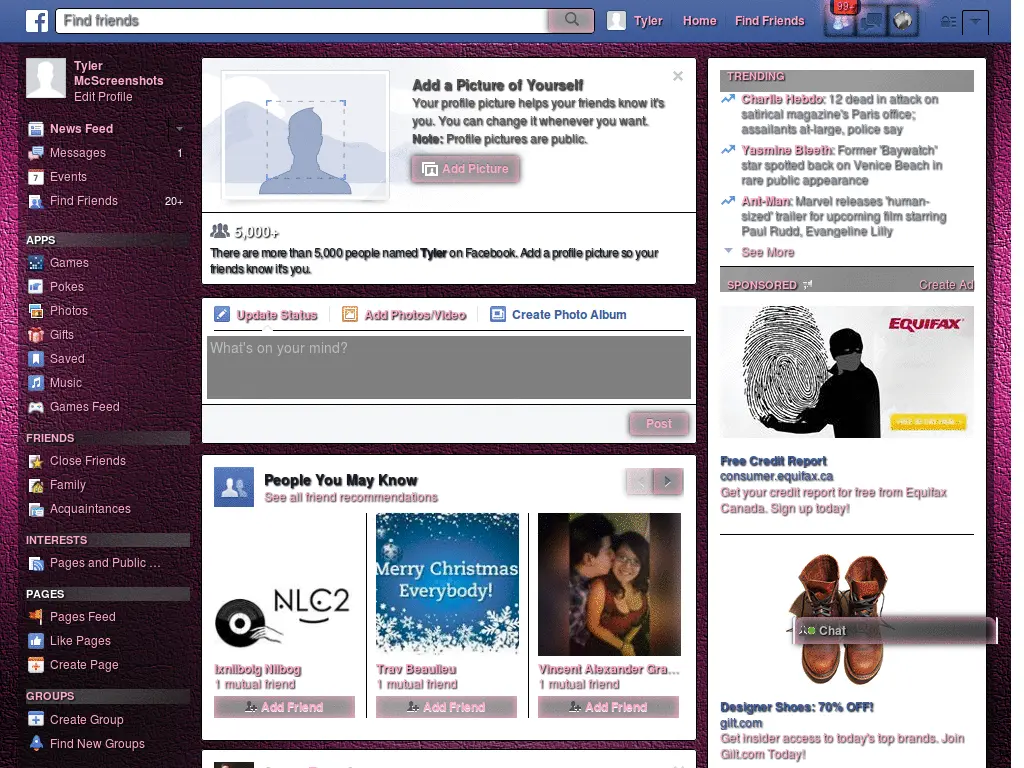 Find friends
Tyler
Home
Find Friends
99+
Tyler
McScreenshots
Edit Profile
News Feed
Messages 1
7 Events
Find Friends 20+
APPS
Games
Pokes
Photos
Gifts
Saved
Music
Games Feed
FRIENDS
Close Friends
Family
Acquaintances
INTERESTS
Pages and Public ...
PAGES
Pages Feed
Like Pages
Create Page
GROUPS
Create Group
Find New Groups
Add a Picture of Yourself
Your profile picture helps your friends know it's
you. You can change it whenever you want.
Note: Profile pictures are public.
Add Picture
5,000+
There are more than 5,000 people named Tyler on Facebook. Add a profile picture so your
friends know it's you.
Update Status
Add Photos/Video
Create Photo Album
What's on your mind?
Post
People You May Know
See all friend recommendations
NLC2
Merry Christmas
Everybody!
Ixniibolg Niibog
1 mutual friend
Add Friend
Trav Beaulieu
1 mutual friend
Add Friend
Vincent Alexander Gra...
1 mutual friend
Add Friend
TRENDING
Charlie Hebdo: 12 dead in attack on
satirical magazine's Paris office;
assailants at-large, police say
Yasmine Bleeth: Former 'Baywatch'
star spotted back on Venice Beach in
rare public appearance
Ant-Man: Marvel releases 'human-
sized' trailer for upcoming film starring
Paul Rudd, Evangeline Lilly
See More
SPONSORED
Create Ad
EQUIFAX
Free Credit Report
consumer.equifax.ca
Get your credit report for free from Equifax
Canada. Sign up today!
Chat
Designer Shoes: 70% OFF!
gilt.com
Get insider access to today's top brands. Join
Gilt.com Today!